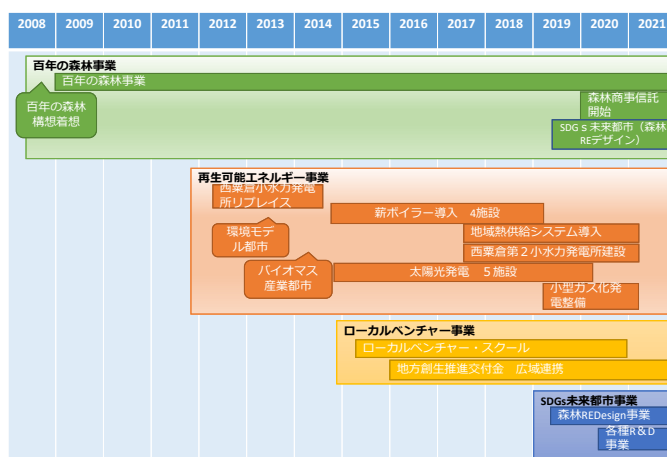 2008 2009 2010 2011 2012 2013 2014 2015 2016 2017 2018 2019 2020 2021
百年の森林事業
百年の森林事業
百年の森林
構想着想
森林商事信託
開始
SDGs未来都市（森林
REデザイン）
再生可能エネルギー事業
西粟倉小水力発電
所リプレイス
薪ボイラー導入　4施設
環境モデ
ル都市
地域熱供給システム導入
西粟倉第２小水力発電所建設
バイオマス
産業都市
太陽光発電　５施設
小型ガス化発
電整備
ローカルベンチャー事業
ローカルベンチャー・スクール
地方創生推進交付金　広域連携
SDGs未来都市事業
森林REDesign事業
各種R＆D
事業